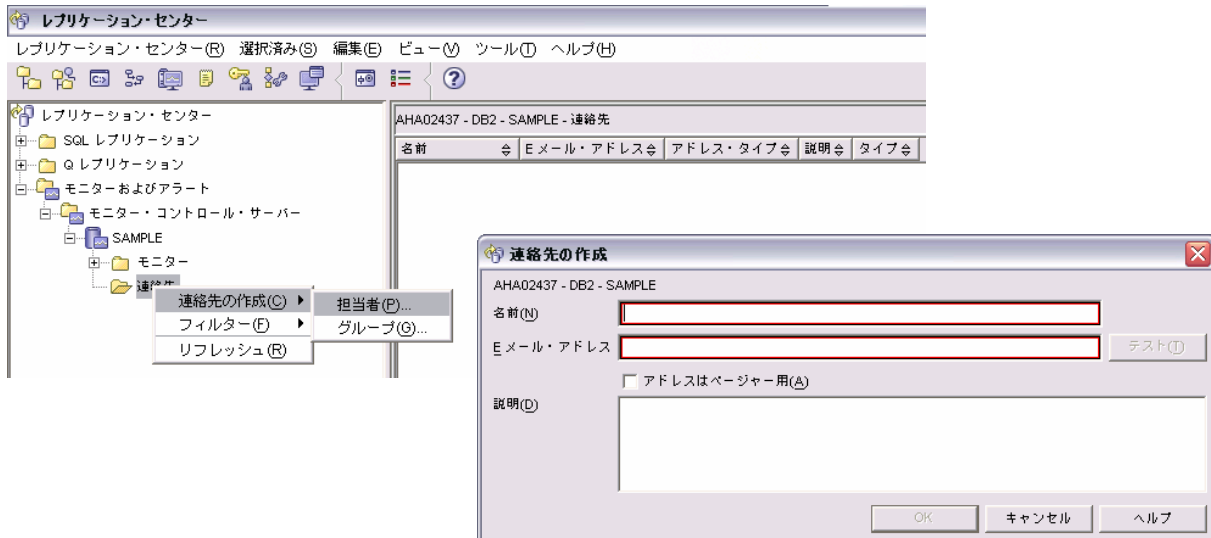 レプリケーション・センター
レプリケーション・センター(R) 選択済み(S) 編集(E) ビュー(V) ツール(T) ヘルプ(H)
レプリケーション・センター
SQL レプリケーション
Q レプリケーション
モニターおよびアラート
モニター・コントロール・サーバー
SAMPLE
モニター
連絡先
連絡先の作成(C)
フィルター(F)
リフレッシュ(R)
担当者(P)...
グループ(G)...
AHA02437 - DB2 - SAMPLE - 連絡先
名前 Eメール・アドレス アドレス・タイプ 説明 タイプ
連絡先の作成
AHA02437 - DB2 - SAMPLE
名前(N)
Eメール・アドレス
テスト(T)
アドレスはページャー用(A)
説明(D)
OK キャンセル ヘルプ